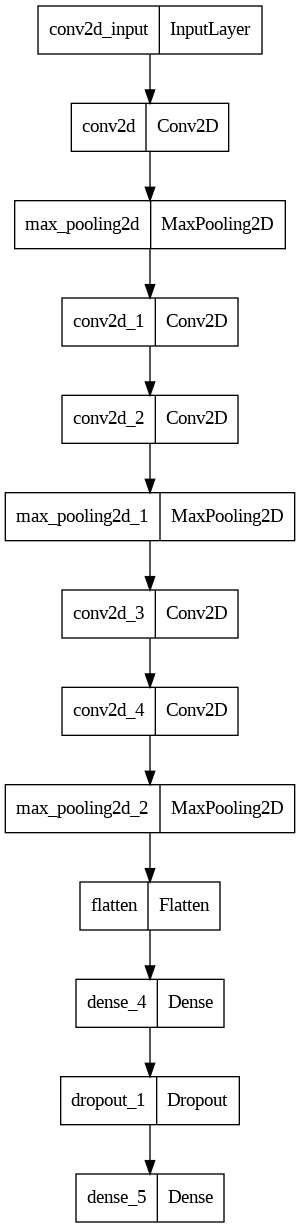 conv2d_input InputLayer
conv2d Conv2D
max_pooling2d MaxPooling2D
conv2d_1 Conv2D
conv2d_2 Conv2D
max_pooling2d_1 MaxPooling2D
conv2d_3 Conv2D
conv2d_4 Conv2D
max_pooling2d_2 MaxPooling2D
flatten Flatten
dense_4 Dense
dropout_1 Dropout
dense_5 Dense